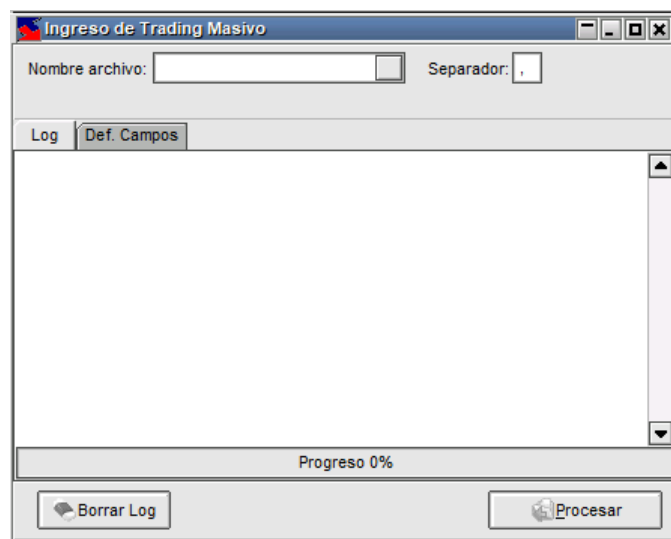 Ingreso de Trading Masivo
Nombre archivo: Separador: ,
Log Def. Campos
Progreso 0%
Borrar Log Procesar